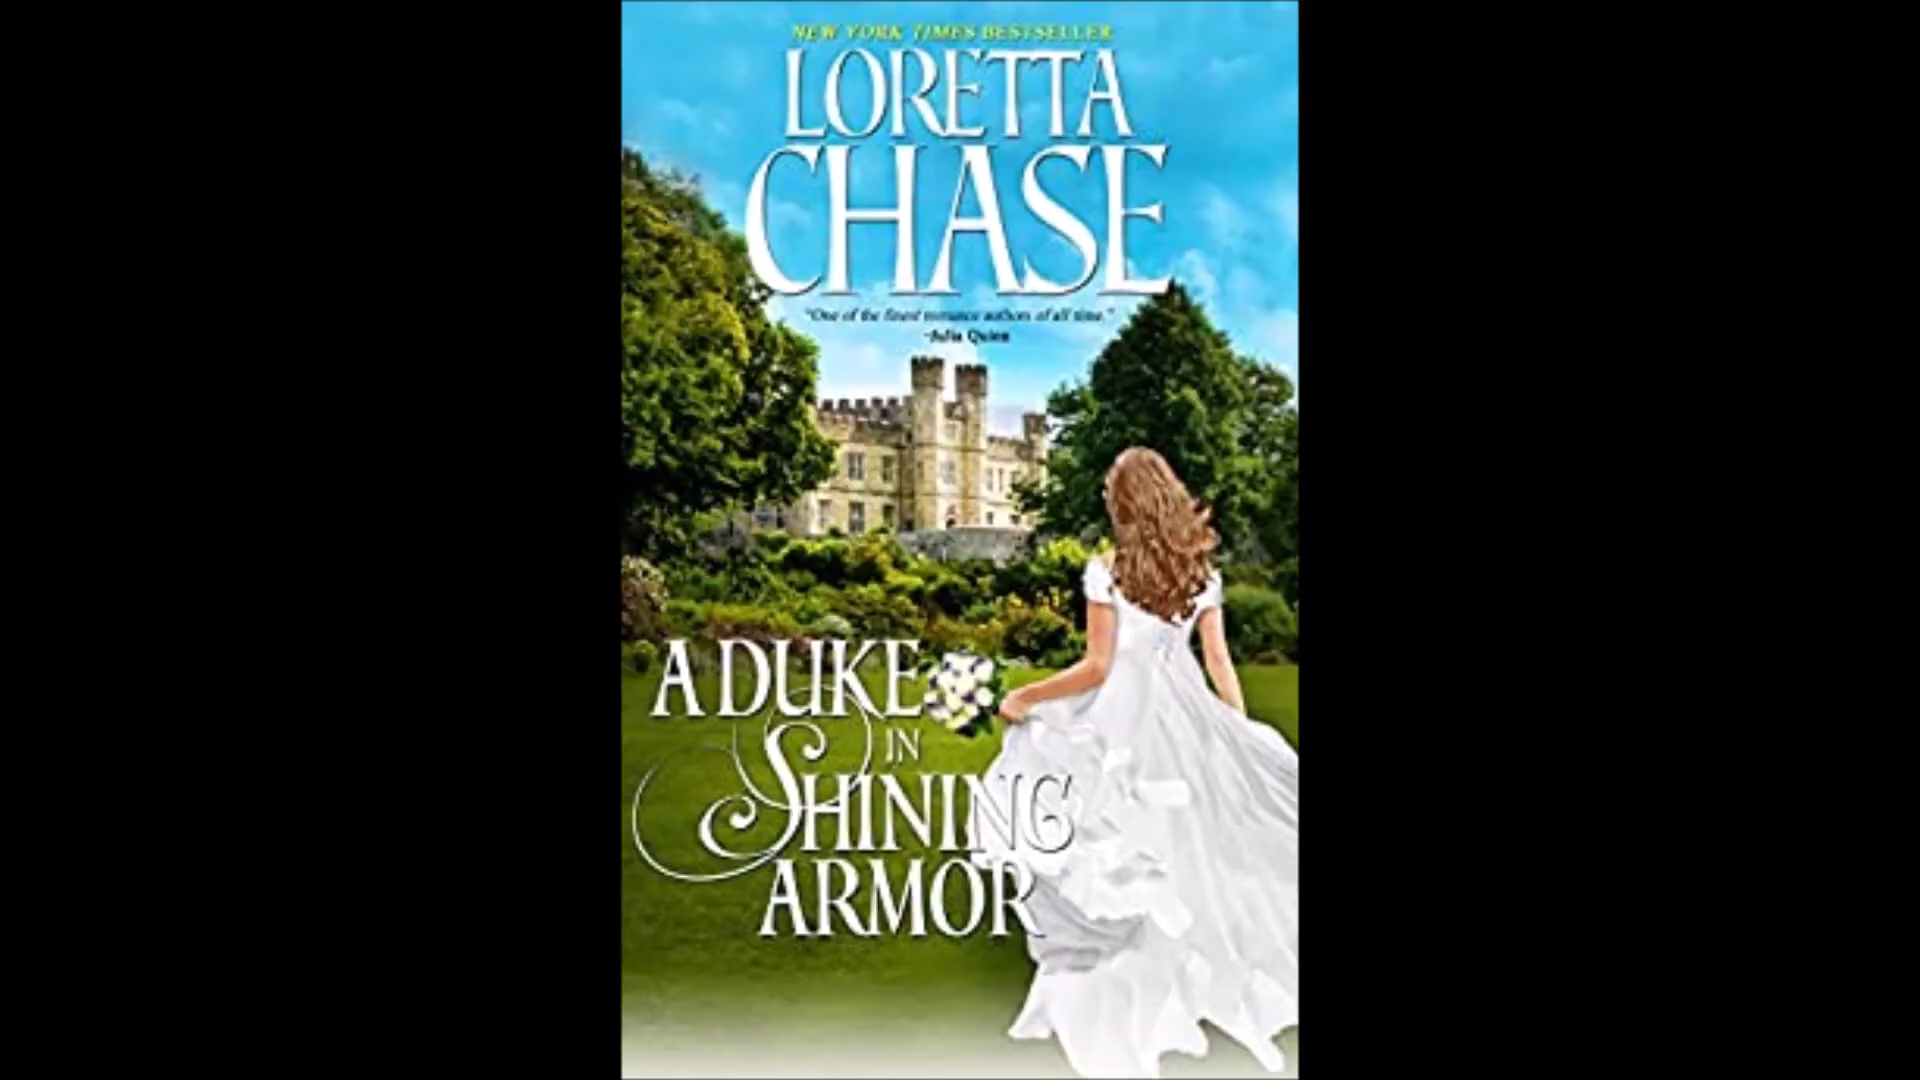 NEW YORK TIMES BESTSELLER
LORETTA
CHASE
"One of the finest romance authors of all time."
-Julia Quinn
A DUKE
IN
SHINING
ARMOR